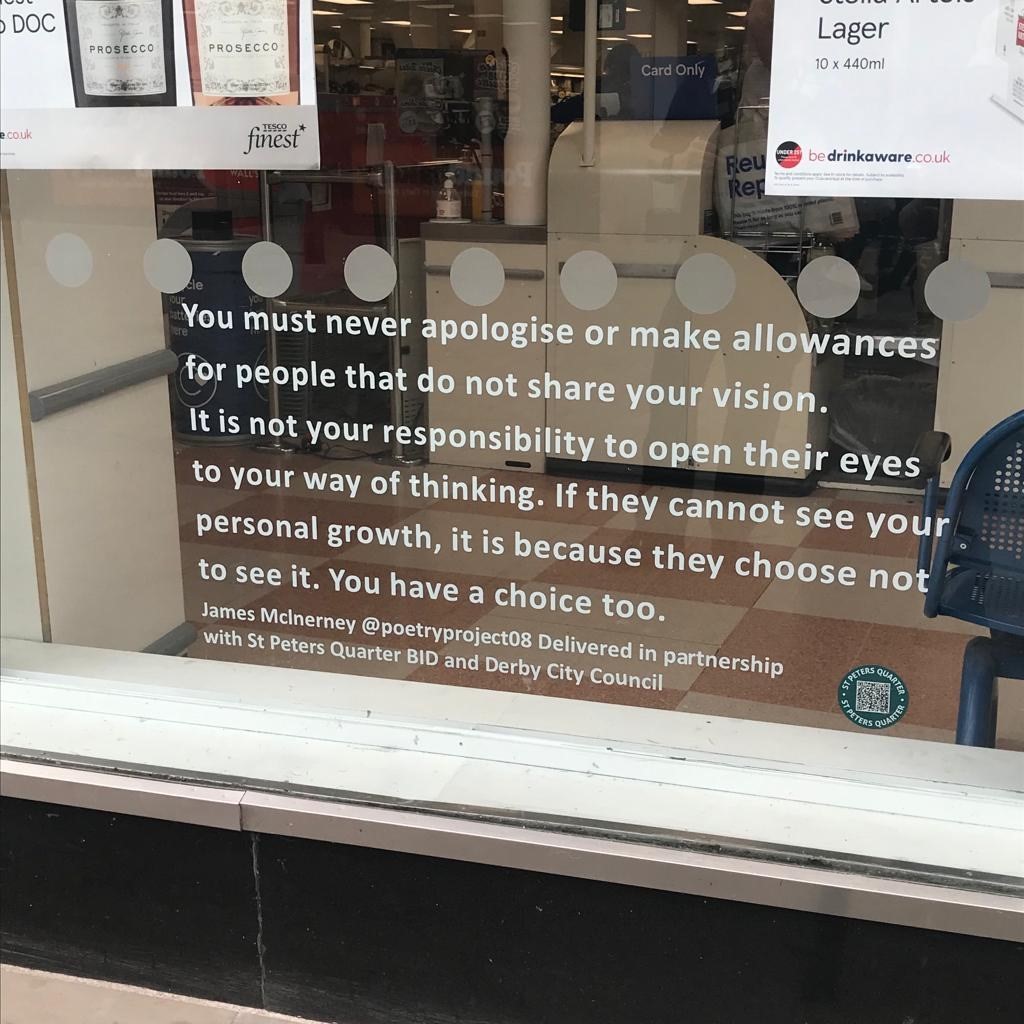 DOC
PROSECCO
PROSECCO
.co.uk
TESCO
finest*
Card Only
Lager
10 x 440ml
bedrinkaware.co.uk
WALL'S
You must never apologise or make allowances
for people that do not share your vision.
It is not your responsibility to open their eyes
to your way of thinking. If they cannot see your
personal growth, it is because they choose not
to see it. You have a choice too.
James McInerney @poetryproject08 Delivered in partnership
with St Peters Quarter BID and Derby City Council
ST PETERS QUARTER
ST PETERS QUARTER